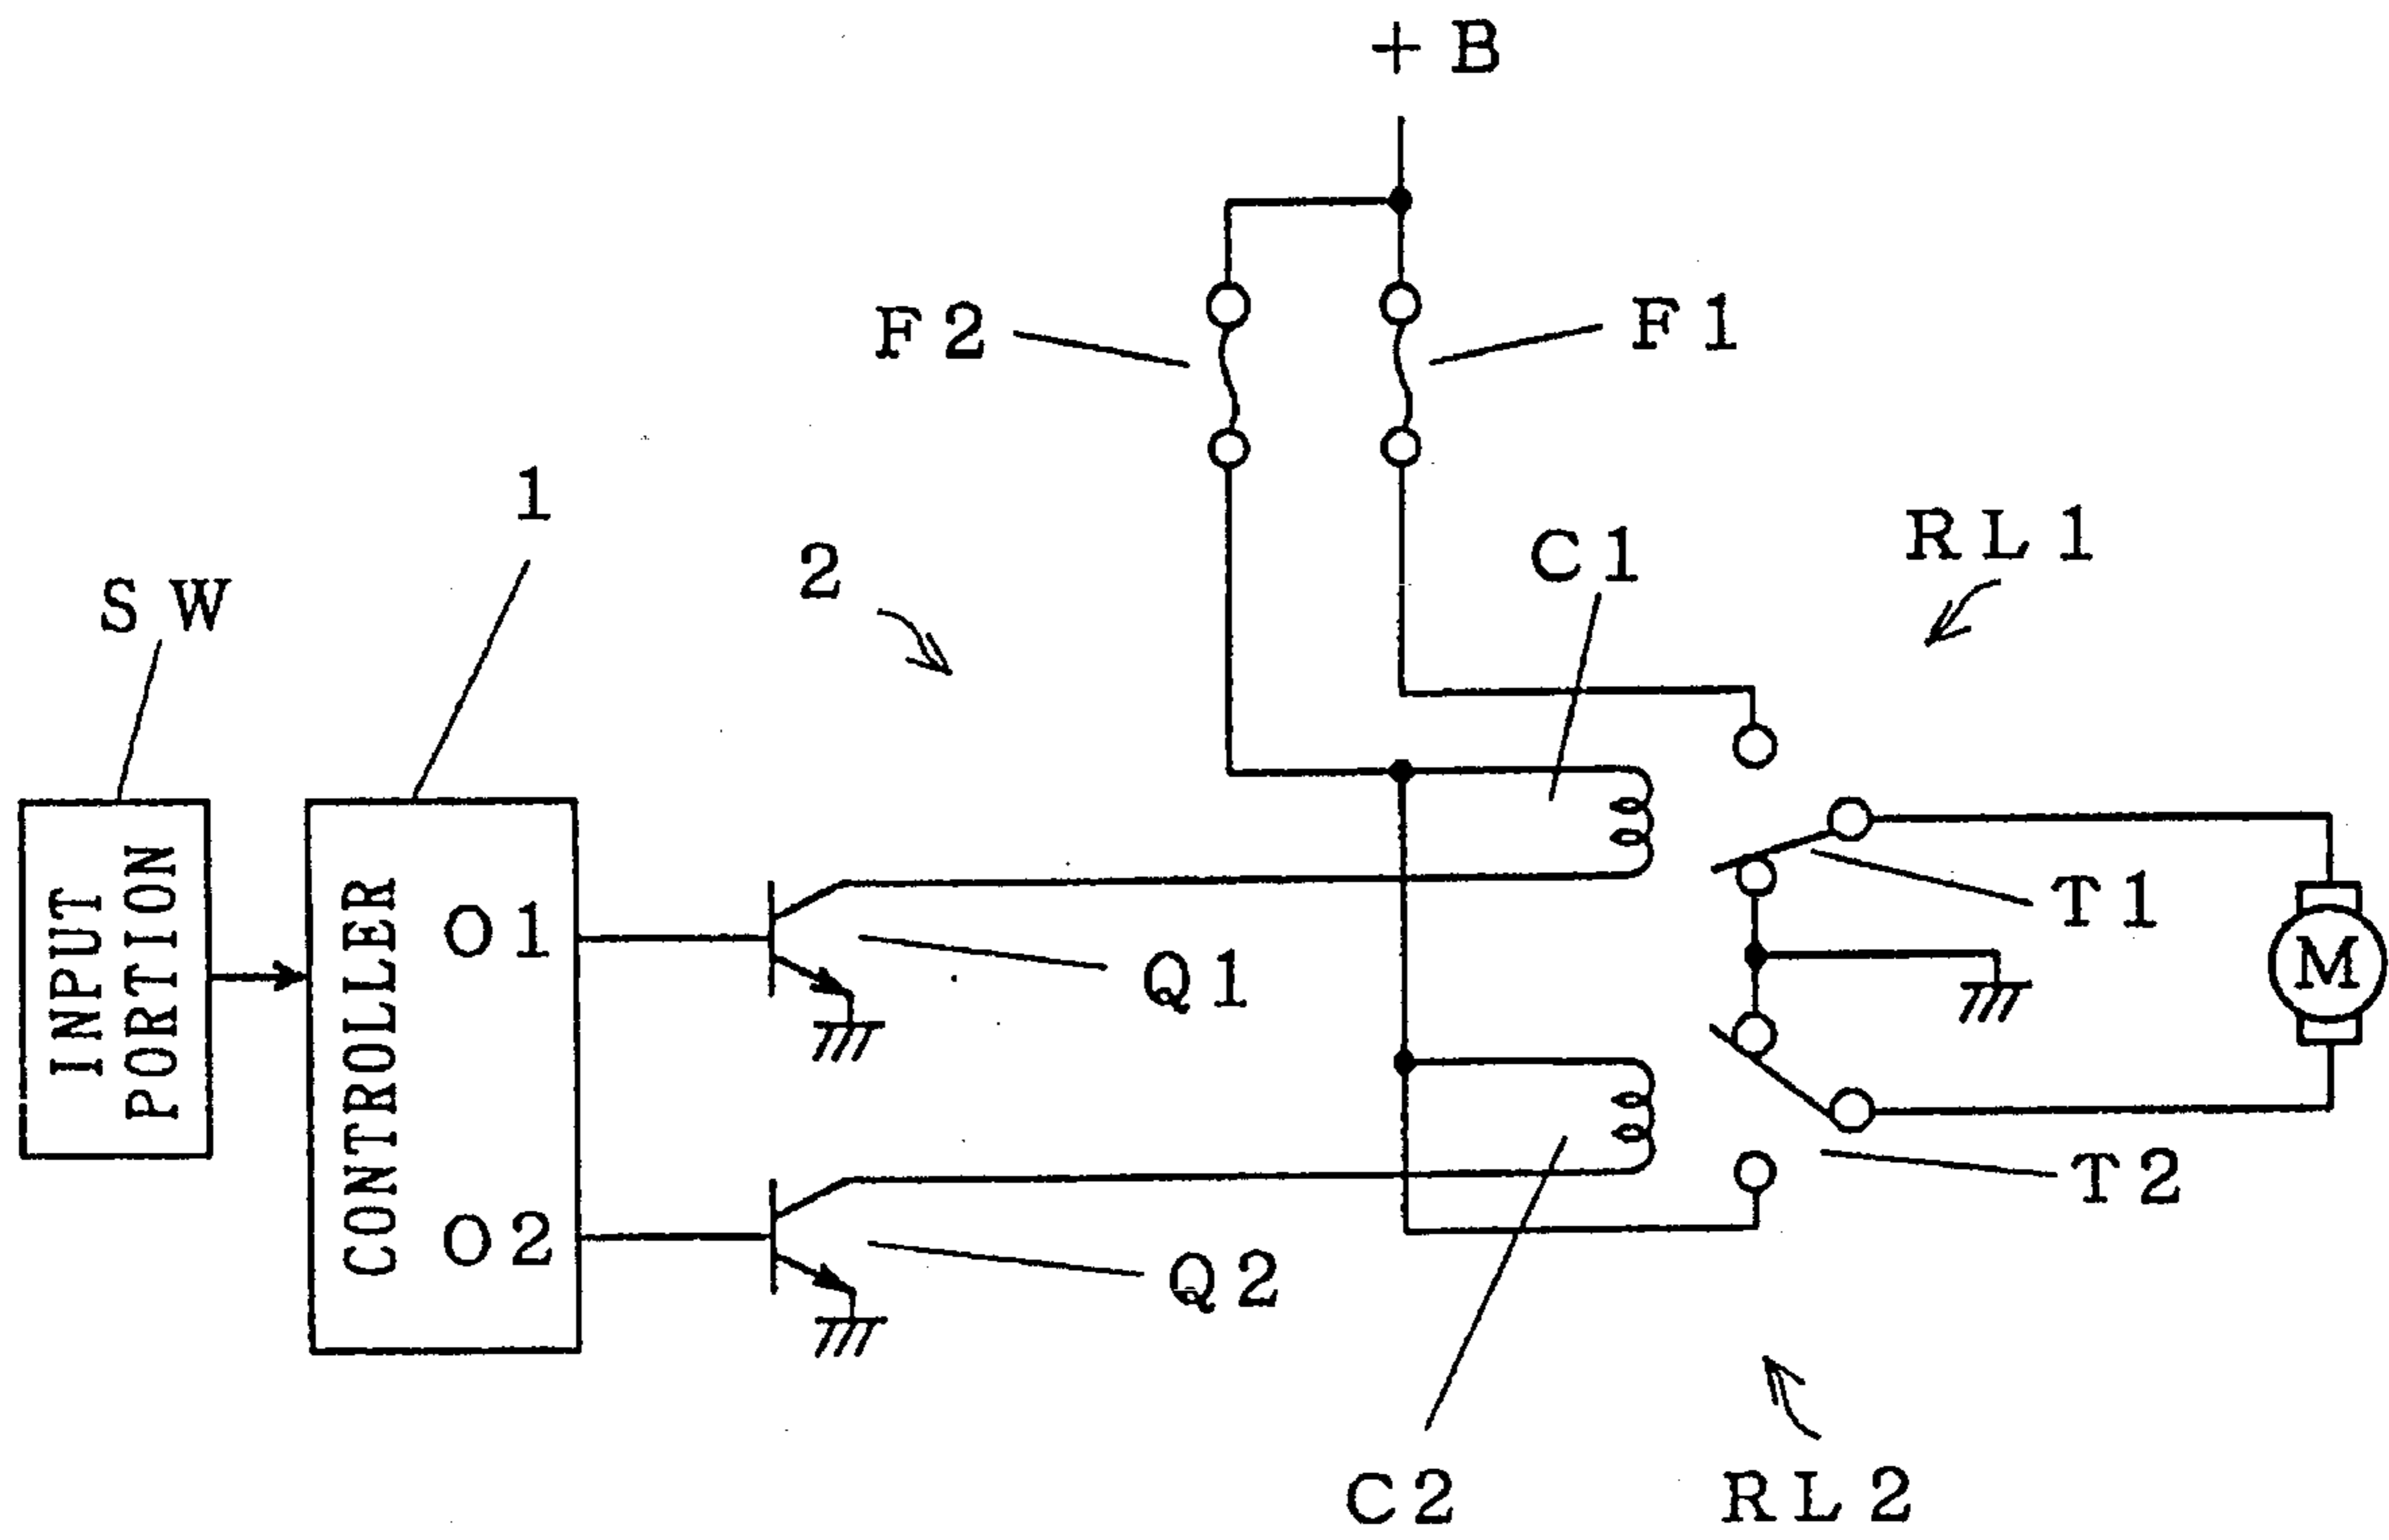 +B
F2
F1
1
2
C1
RL1
SW
INPUT
PORTION
CONTROLLER
O1
Q1
T1
M
O2
Q2
T2
C2
RL2